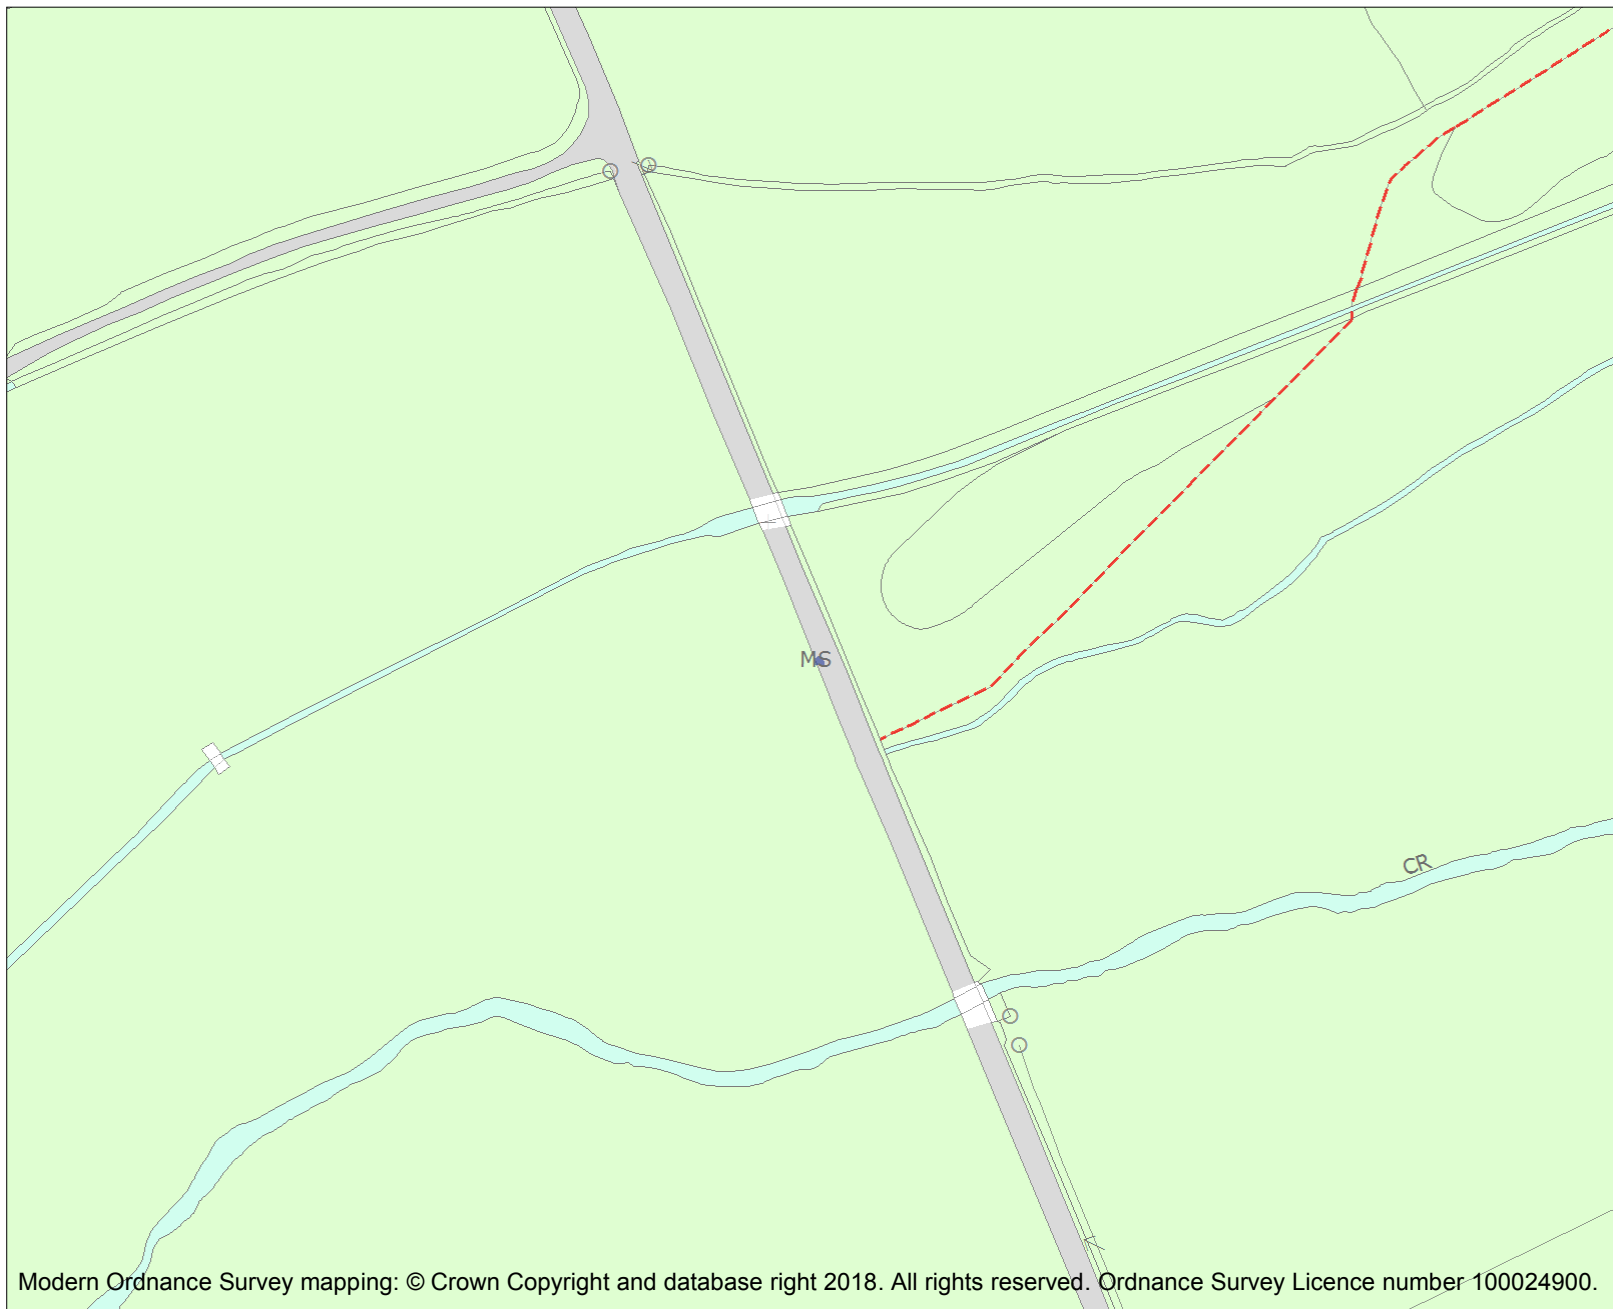 MS
CR
Modern Ordnance Survey mapping: © Crown Copyright and database right 2018. All rights reserved. Ordnance Survey Licence number 100024900.